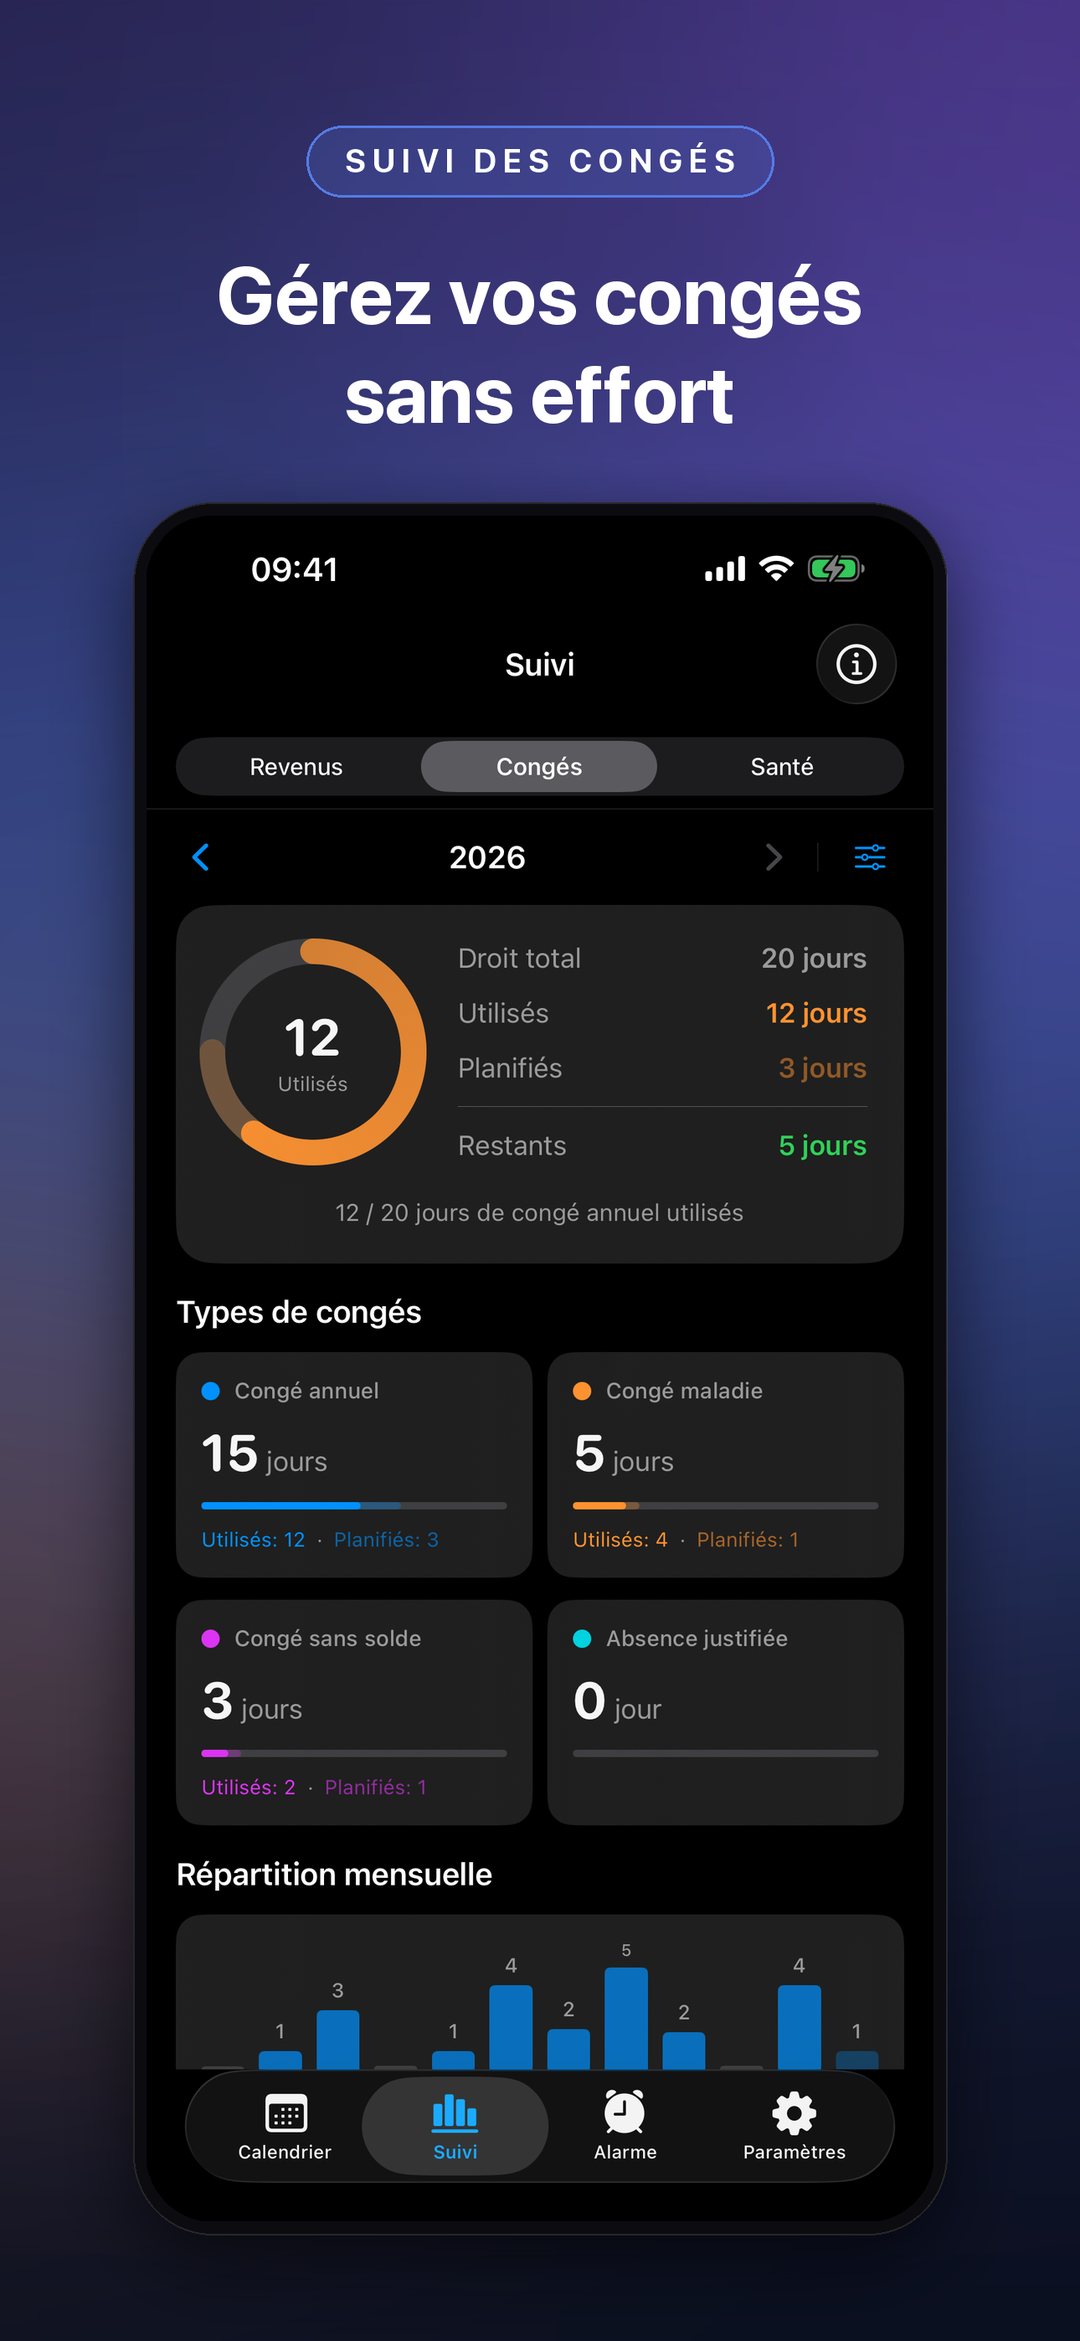 SUIVI DES CONGÉS
Gérez vos congés
sans effort
09:41
Suivi
Revenus
Congés
Santé
2026
12
Utilisés
Droit total 20 jours
Utilisés 12 jours
Planifiés 3 jours
Restants 5 jours
12 / 20 jours de congé annuel utilisés
Types de congés
Congé annuel
15 jours
Utilisés: 12 · Planifiés: 3
Congé maladie
5 jours
Utilisés: 4 · Planifiés: 1
Congé sans solde
3 jours
Utilisés: 2 · Planifiés: 1
Absence justifiée
0 jour
Répartition mensuelle
1 3 1 4 2 5 2 4 1
Calendrier
Suivi
Alarme
Paramètres